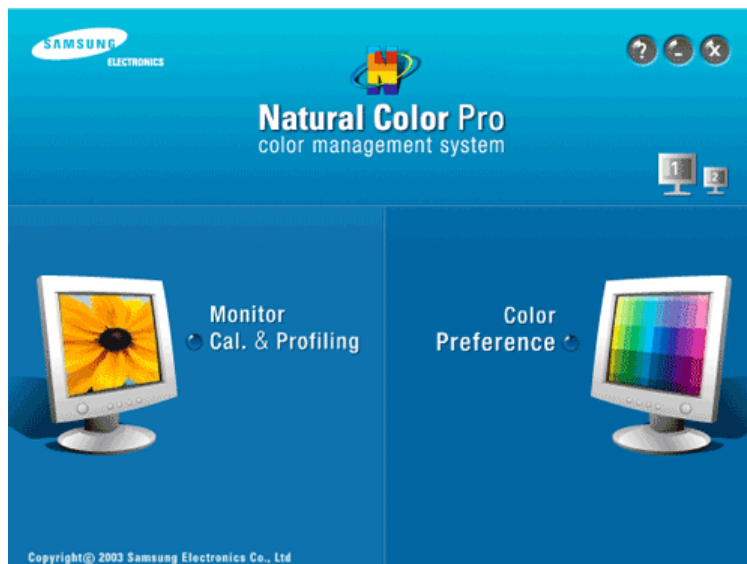 SAMSUNG
ELECTRONICS
? - x
N
Natural Color Pro
color management system
1 2
Monitor
Cal. & Profiling
Color
Preference
Copyright© 2003 Samsung Electronics Co., Ltd